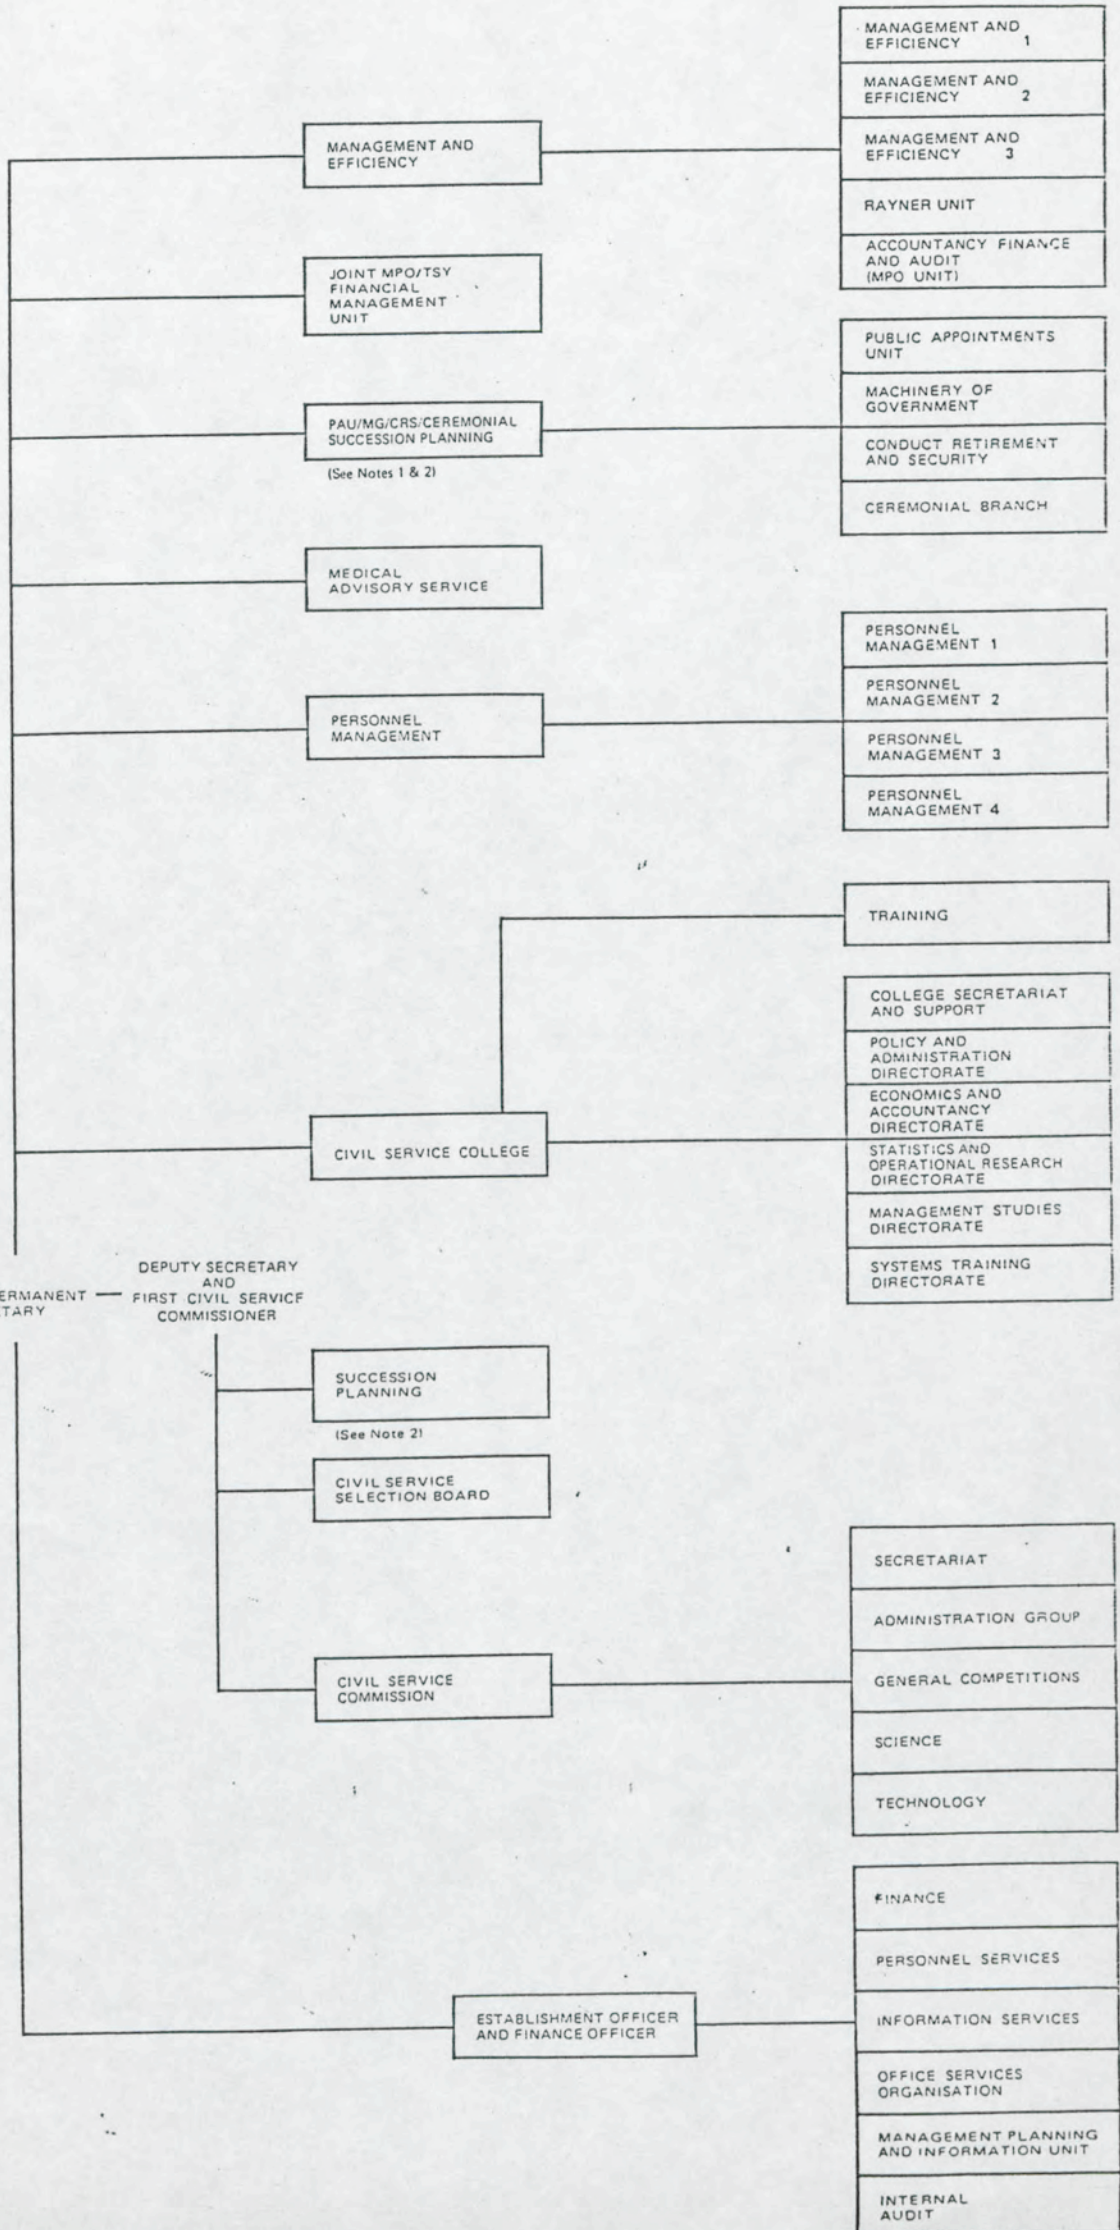 MANAGEMENT AND
EFFICIENCY 1
MANAGEMENT AND
EFFICIENCY 2
MANAGEMENT AND
EFFICIENCY 3
RAYNER UNIT
ACCOUNTANCY FINANCE
AND AUDIT
(MPO UNIT)
MANAGEMENT AND
EFFICIENCY
JOINT MPO/TSY
FINANCIAL
MANAGEMENT
UNIT
PUBLIC APPOINTMENTS
UNIT
MACHINERY OF
GOVERNMENT
CONDUCT RETIREMENT
AND SECURITY
CEREMONIAL BRANCH
PAU/MG/CRS/CEREMONIAL
SUCCESSION PLANNING
(See Notes 1 & 2)
MEDICAL
ADVISORY SERVICE
PERSONNEL
MANAGEMENT 1
PERSONNEL
MANAGEMENT 2
PERSONNEL
MANAGEMENT 3
PERSONNEL
MANAGEMENT 4
PERSONNEL
MANAGEMENT
TRAINING
COLLEGE SECRETARIAT
AND SUPPORT
POLICY AND
ADMINISTRATION
DIRECTORATE
ECONOMICS AND
ACCOUNTANCY
DIRECTORATE
STATISTICS AND
OPERATIONAL RESEARCH
DIRECTORATE
MANAGEMENT STUDIES
DIRECTORATE
SYSTEMS TRAINING
DIRECTORATE
CIVIL SERVICE COLLEGE
ERMANENT
TARY
DEPUTY SECRETARY
AND
FIRST CIVIL SERVICE
COMMISSIONER
SUCCESSION
PLANNING
(See Note 2)
CIVIL SERVICE
SELECTION BOARD
CIVIL SERVICE
COMMISSION
SECRETARIAT
ADMINISTRATION GROUP
GENERAL COMPETITIONS
SCIENCE
TECHNOLOGY
ESTABLISHMENT OFFICER
AND FINANCE OFFICER
FINANCE
PERSONNEL SERVICES
INFORMATION SERVICES
OFFICE SERVICES
ORGANISATION
MANAGEMENT PLANNING
AND INFORMATION UNIT
INTERNAL
AUDIT